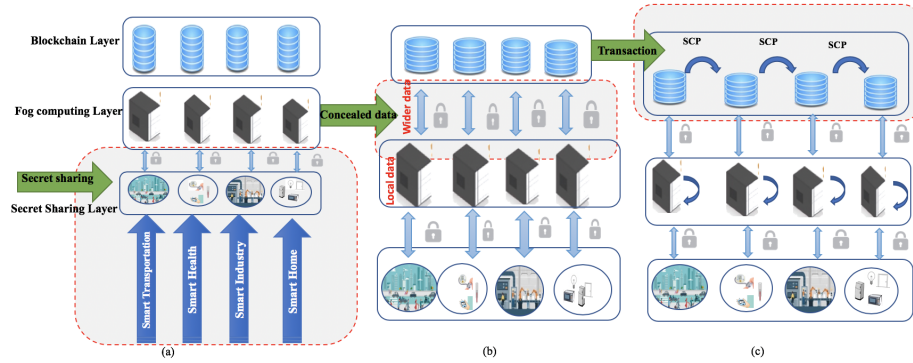 Blockchain Layer
Fog computing Layer
Secret sharing
Secret Sharing Layer
Smart Transportation
Smart Health
Smart Industry
Smart Home
(a)
Concealed data
Wider data
Local data
(b)
Transaction
SCP
SCP
SCP
(c)